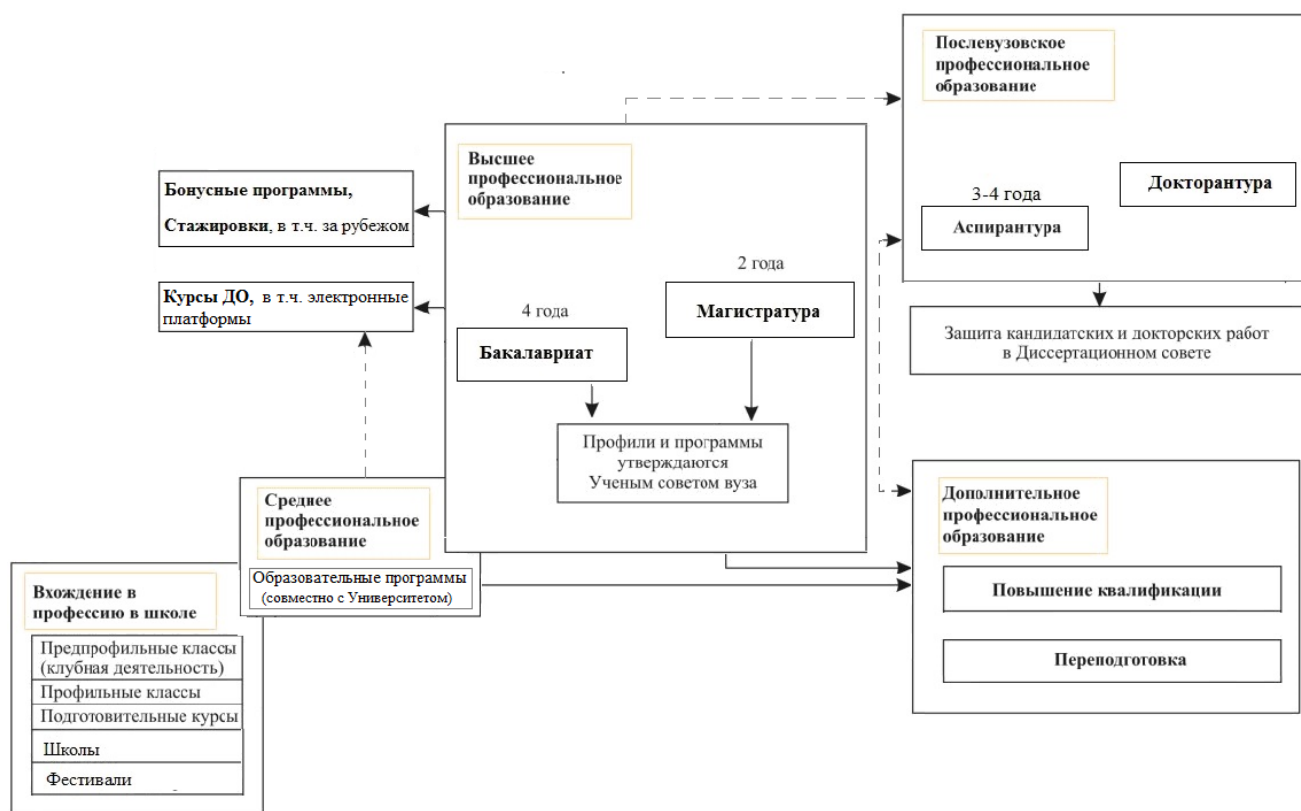 Послевузовское
профессиональное
образование
Докторантура
3-4 года
Аспирантура
Защита кандидатских и докторских работ
в Диссертационном совете
Высшее
профессиональное
образование
2 года
Магистратура
4 года
Бакалавриат
Профили и программы
утверждаются
Ученым советом вуза
Бонусные программы,
Стажировки, в т.ч. за рубежом
Курсы ДО, в т.ч. электронные
платформы
Среднее
профессиональное
образование
Образовательные программы
(совместно с Университетом)
Вхождение в
профессию в школе
Предпрофильные классы
(клубная деятельность)
Профильные классы
Подготовительные курсы
Школы
Фестивали
Дополнительное
профессиональное
образование
Повышение квалификации
Переподготовка